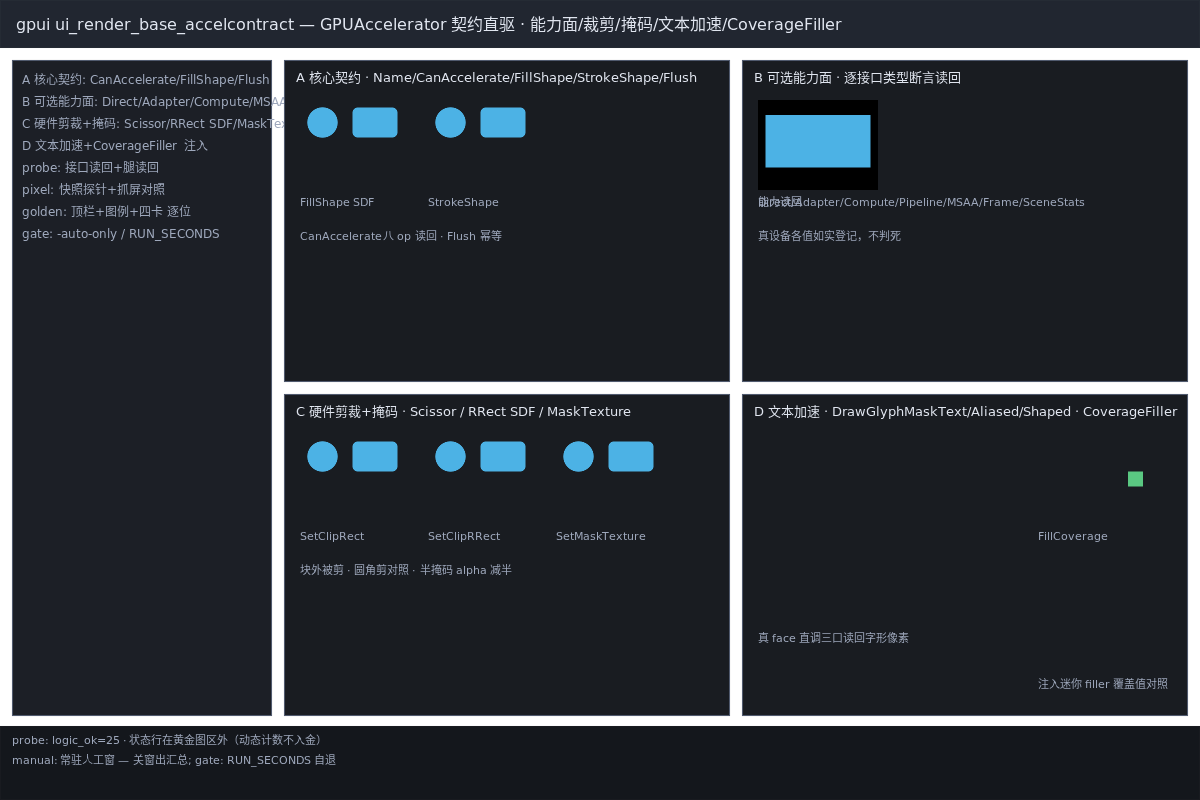 gpui ui_render_base_accelcontract — GPUAccelerator 契约直驱 · 能力面/裁剪/掩码/文本加速/CoverageFiller
A 核心契约: CanAccelerate/FillShape/Flush
B 可选能力面: Direct/Adapter/Compute/MSAA
C 硬件剪裁+掩码: Scissor/RRect SDF/MaskTex
D 文本加速+CoverageFiller 注入
probe: 接口读回+腿读回
pixel: 快照探针+抓屏对照
golden: 顶栏+图例+四卡 逐位
gate: -auto-only / RUN_SECONDS
A 核心契约 · Name/CanAccelerate/FillShape/StrokeShape/Flush
FillShape SDF
StrokeShape
CanAccelerate八 op 读回 · Flush 幂等
B 可选能力面 · 逐接口类型断言读回
能力读回
Direct/Adapter/Compute/Pipeline/MSAA/Frame/SceneStats
真设备各值如实登记，不判死
C 硬件剪裁+掩码 · Scissor / RRect SDF / MaskTexture
SetClipRect
SetClipRRect
SetMaskTexture
块外被剪 · 圆角剪对照 · 半掩码 alpha 减半
D 文本加速 · DrawGlyphMaskText/Aliased/Shaped · CoverageFiller
FillCoverage
真 face 直调三口读回字形像素
注入迷你 filler 覆盖值对照
probe: logic_ok=25 · 状态行在黄金图区外（动态计数不入金）
manual: 常驻人工窗 — 关窗出汇总; gate: RUN_SECONDS 自退